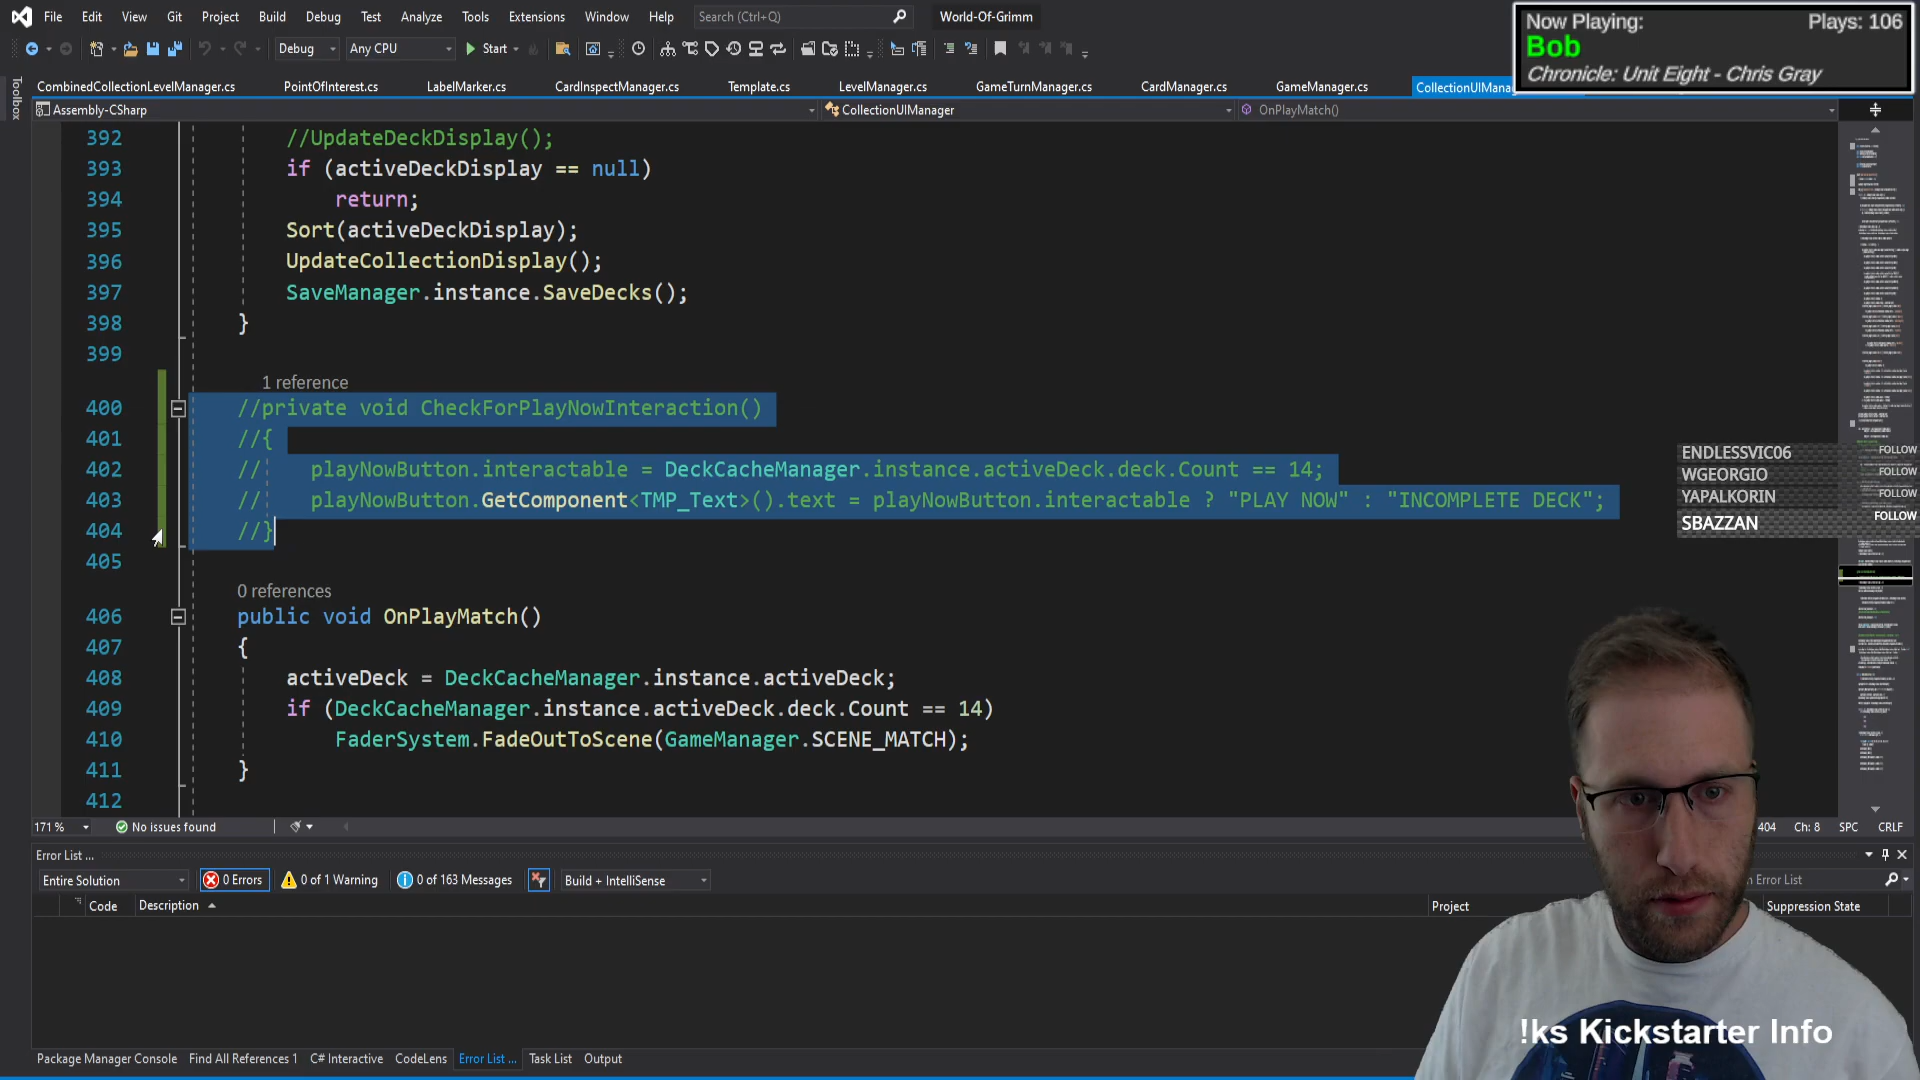 File Edit View Git Project Build Debug Test Analyze Tools Extensions Window Help Search (Ctrl+Q) World-Of-Grimm
Now Playing: Plays: 106
Bob
Chronicle: Unit Eight - Chris Gray
Debug Any CPU Start
Toolbox
CombinedCollectionLevelManager.cs PointOfInterest.cs LabelMarker.cs CardInspectManager.cs Template.cs LevelManager.cs GameTurnManager.cs CardManager.cs GameManager.cs
Assembly-CSharp CollectionUIManager OnPlayMatch()
392 //UpdateDeckDisplay();
393 if (activeDeckDisplay == null)
394 return;
395 Sort(activeDeckDisplay);
396 UpdateCollectionDisplay();
397 SaveManager.instance.SaveDecks();
398 }
399
1 reference
400 //private void CheckForPlayNowInteraction()
401 //{
402 // playNowButton.interactable = DeckCacheManager.instance.activeDeck.deck.Count == 14;
403 // playNowButton.GetComponent<TMP_Text>().text = playNowButton.interactable ? "PLAY NOW" : "INCOMPLETE DECK";
404 //}
405
0 references
406 public void OnPlayMatch()
407 {
408 activeDeck = DeckCacheManager.instance.activeDeck;
409 if (DeckCacheManager.instance.activeDeck.deck.Count == 14)
410 FaderSystem.FadeOutToScene(GameManager.SCENE_MATCH);
411 }
412
ENDLESSVIC06 FOLLOW
WGEORGIO FOLLOW
YAPALKORIN FOLLOW
SBAZZAN FOLLOW
171 % No issues found 404 Ch: 8 SPC CRLF
Error List ...
Entire Solution 0 Errors 0 of 1 Warning 0 of 163 Messages Build + IntelliSense Error List
Code Description Project Suppression State
!ks Kickstarter Info
Package Manager Console Find All References 1 C# Interactive CodeLens Error List ... Task List Output